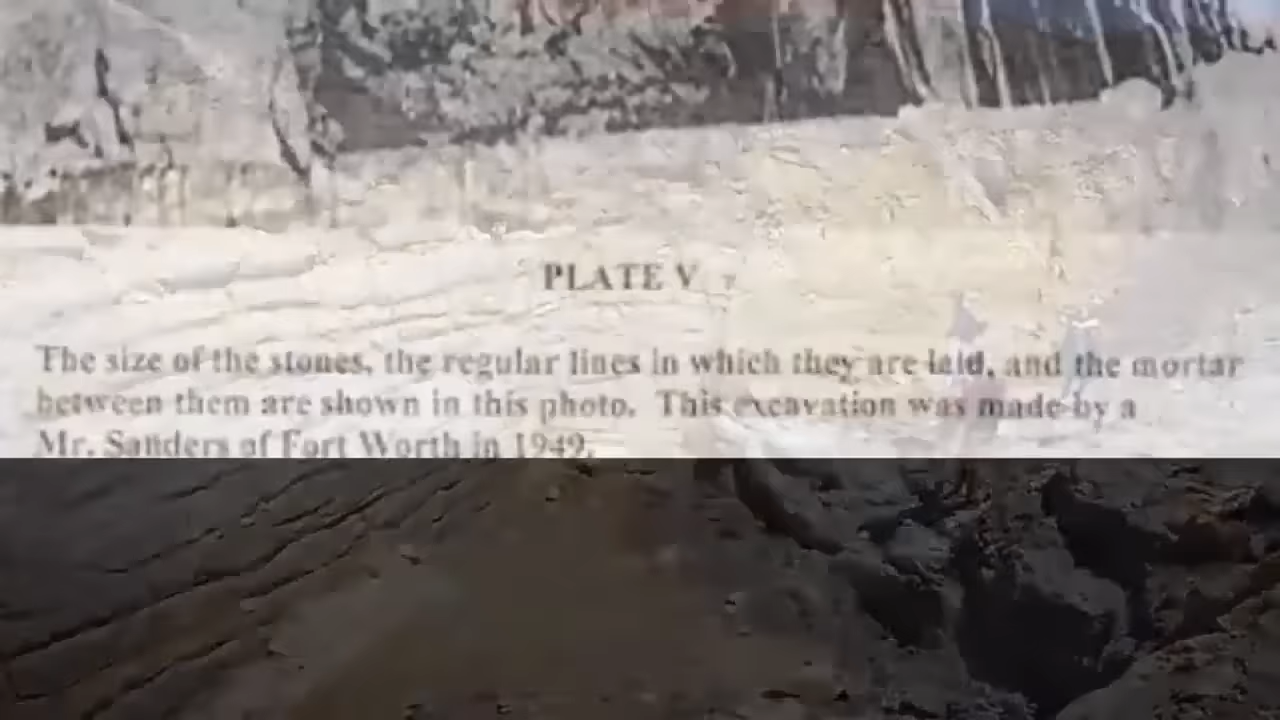 PLATE V
The size of the stones, the regular lines in which they are laid, and the mortar
between them are shown in this photo. This excavation was made by a
Mr. Sanders of Fort Worth in 1949.